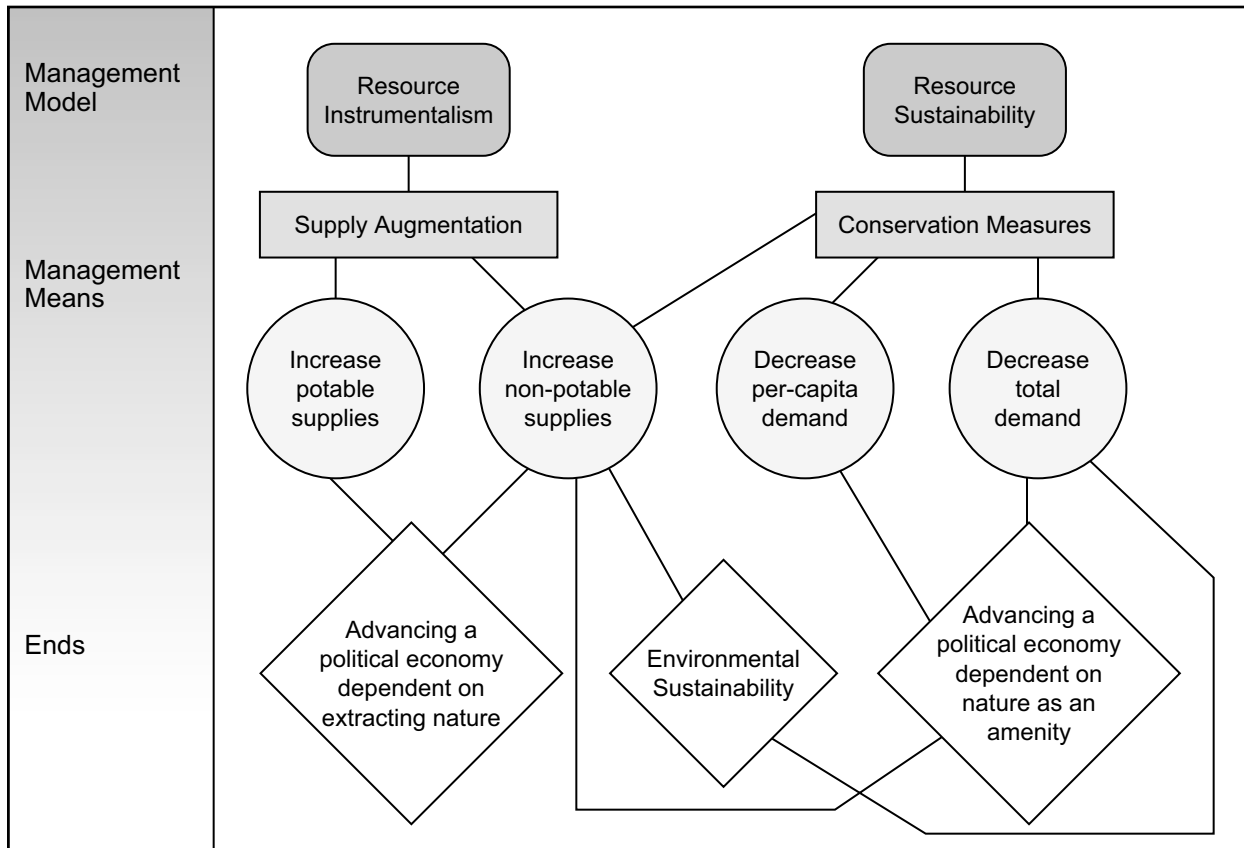 Management
Model
Resource
Instrumentalism
Resource
Sustainability
Supply Augmentation
Conservation Measures
Management
Means
Increase
potable
supplies
Increase
non-potable
supplies
Decrease
per-capita
demand
Decrease
total
demand
Ends
Advancing a
political economy
dependent on
extracting nature
Environmental
Sustainability
Advancing a
political economy
dependent on
nature as an
amenity